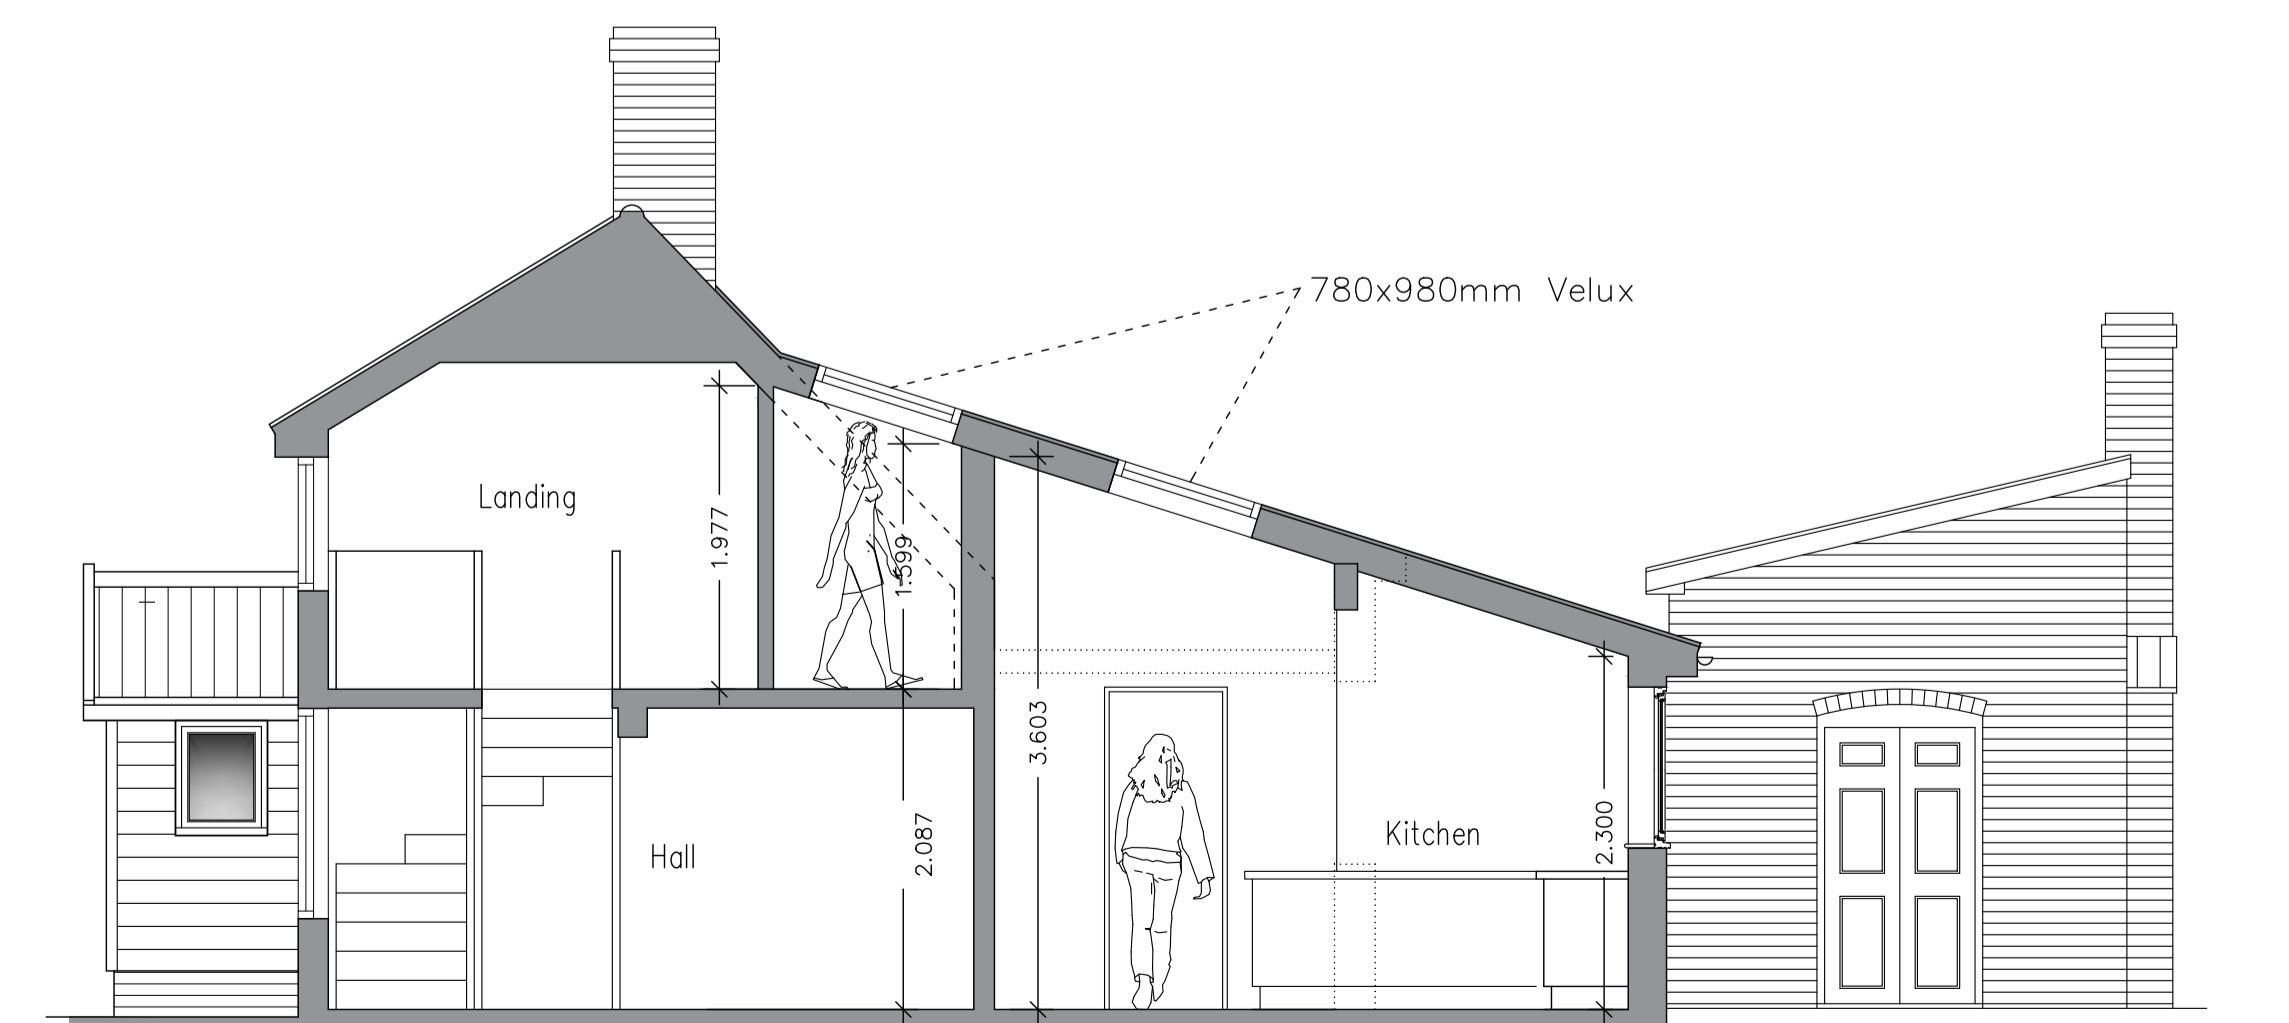 780x980mm Velux
Landing
1.977
1.599
3.603
Hall
2.087
Kitchen
2.300